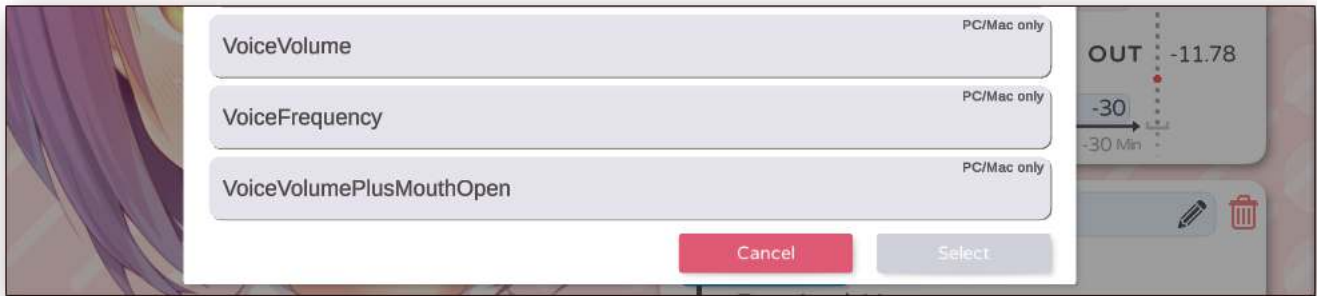 PC/Mac only
VoiceVolume
PC/Mac only
VoiceFrequency
PC/Mac only
VoiceVolumePlusMouthOpen
Cancel
Select
OUT
-11.78
-30
-30 Min